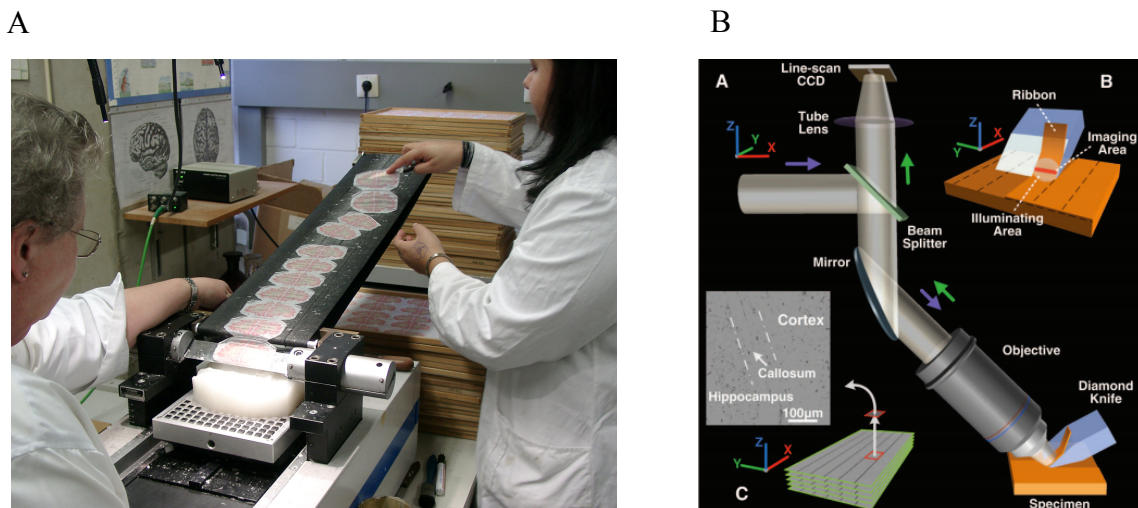 A
B
A
Line-scan
CCD
Tube
Lens
Z
Y
X
Beam
Splitter
Mirror
B
Ribbon
Imaging
Area
Illuminating
Area
Z
Y
X
Cortex
Callosum
Hippocampus
100µm
Objective
Diamond
Knife
Specimen
Z
X
Y
C